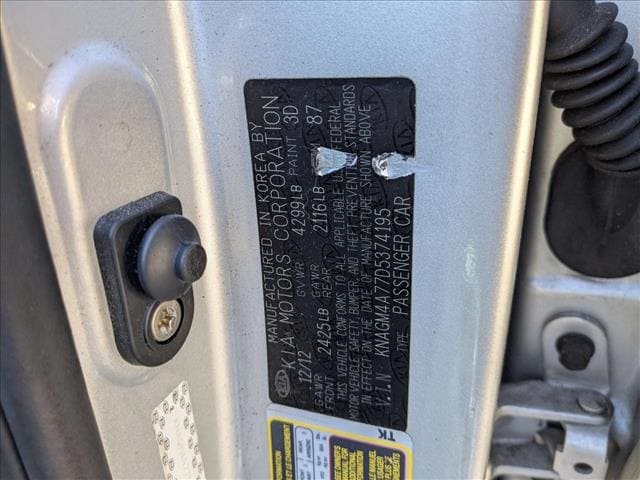 MANUFACTURED IN KOREA BY
KIA MOTORS CORPORATION
12/12 GVWR 4299LB PAINT 3D
GAWR FRONT 2425LB GAWR REAR 2116LB 87
THIS VEHICLE CONFORMS TO ALL APPLICABLE FEDERAL
MOTOR VEHICLE SAFETY BUMPER AND THEFT PREVENTION STANDARDS
IN EFFECT ON THE DATE OF MANUFACTURE SHOWN ABOVE
V.I.N KNAGM4A77D5374195
PASSENGER CAR
TK